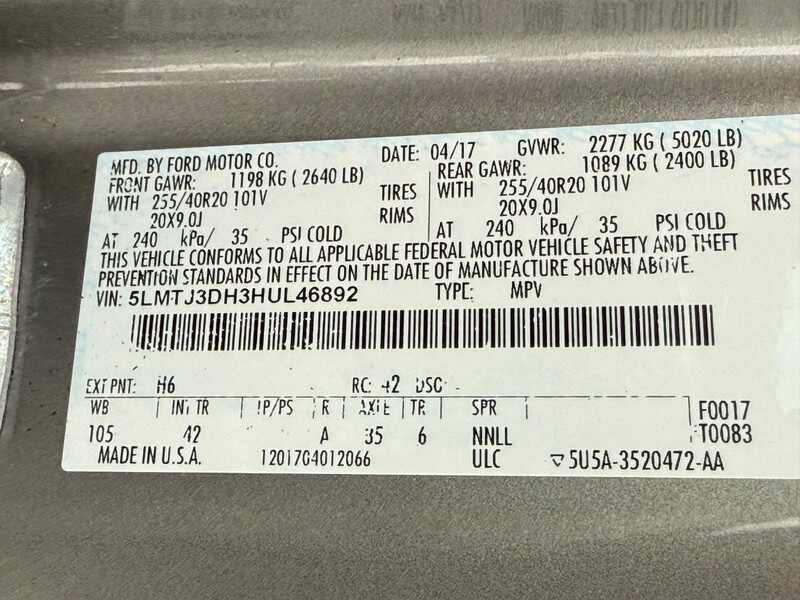 MFD. BY FORD MOTOR CO. DATE: 04/17 GVWR: 2277 KG ( 5020 LB)
FRONT GAWR: 1198 KG ( 2640 LB) REAR GAWR: 1089 KG ( 2400 LB)
WITH 255/40R20 101V TIRES WITH 255/40R20 101V TIRES
20X9.0J RIMS 20X9.0J RIMS
AT 240 kPa/ 35 PSI COLD AT 240 kPa/ 35 PSI COLD
THIS VEHICLE CONFORMS TO ALL APPLICABLE FEDERAL MOTOR VEHICLE SAFETY AND THEFT
PREVENTION STANDARDS IN EFFECT ON THE DATE OF MANUFACTURE SHOWN ABOVE.
VIN: 5LMTJ3DH3HUL46892 TYPE: MPV
EXT PNT: H6 RC: 42 DSO:
WB INT TR TP/PS R AXLE TR SPR F0017
105 42 A 35 6 NNLL T0083
MADE IN U.S.A. 12017G4012066 ULC ▽5U5A-3520472-AA